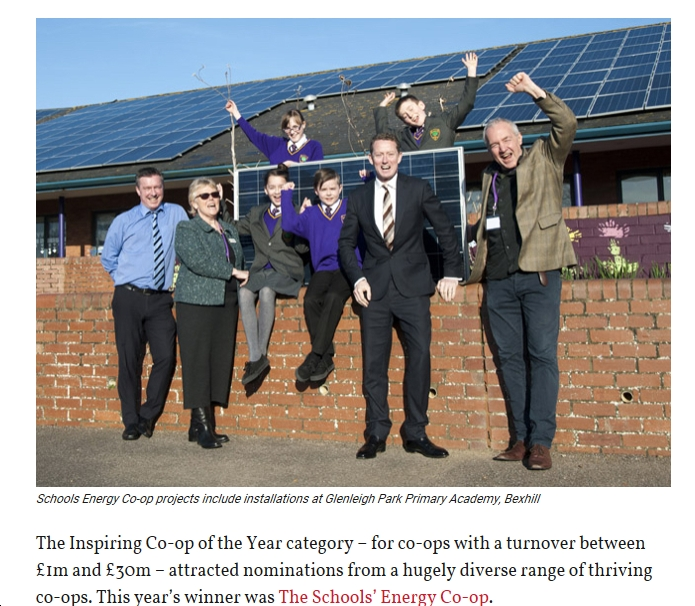 Schools Energy Co-op projects include installations at Glenleigh Park Primary Academy, Bexhill
The Inspiring Co-op of the Year category – for co-ops with a turnover between
£1m and £30m – attracted nominations from a hugely diverse range of thriving
co-ops. This year’s winner was The Schools’ Energy Co-op.